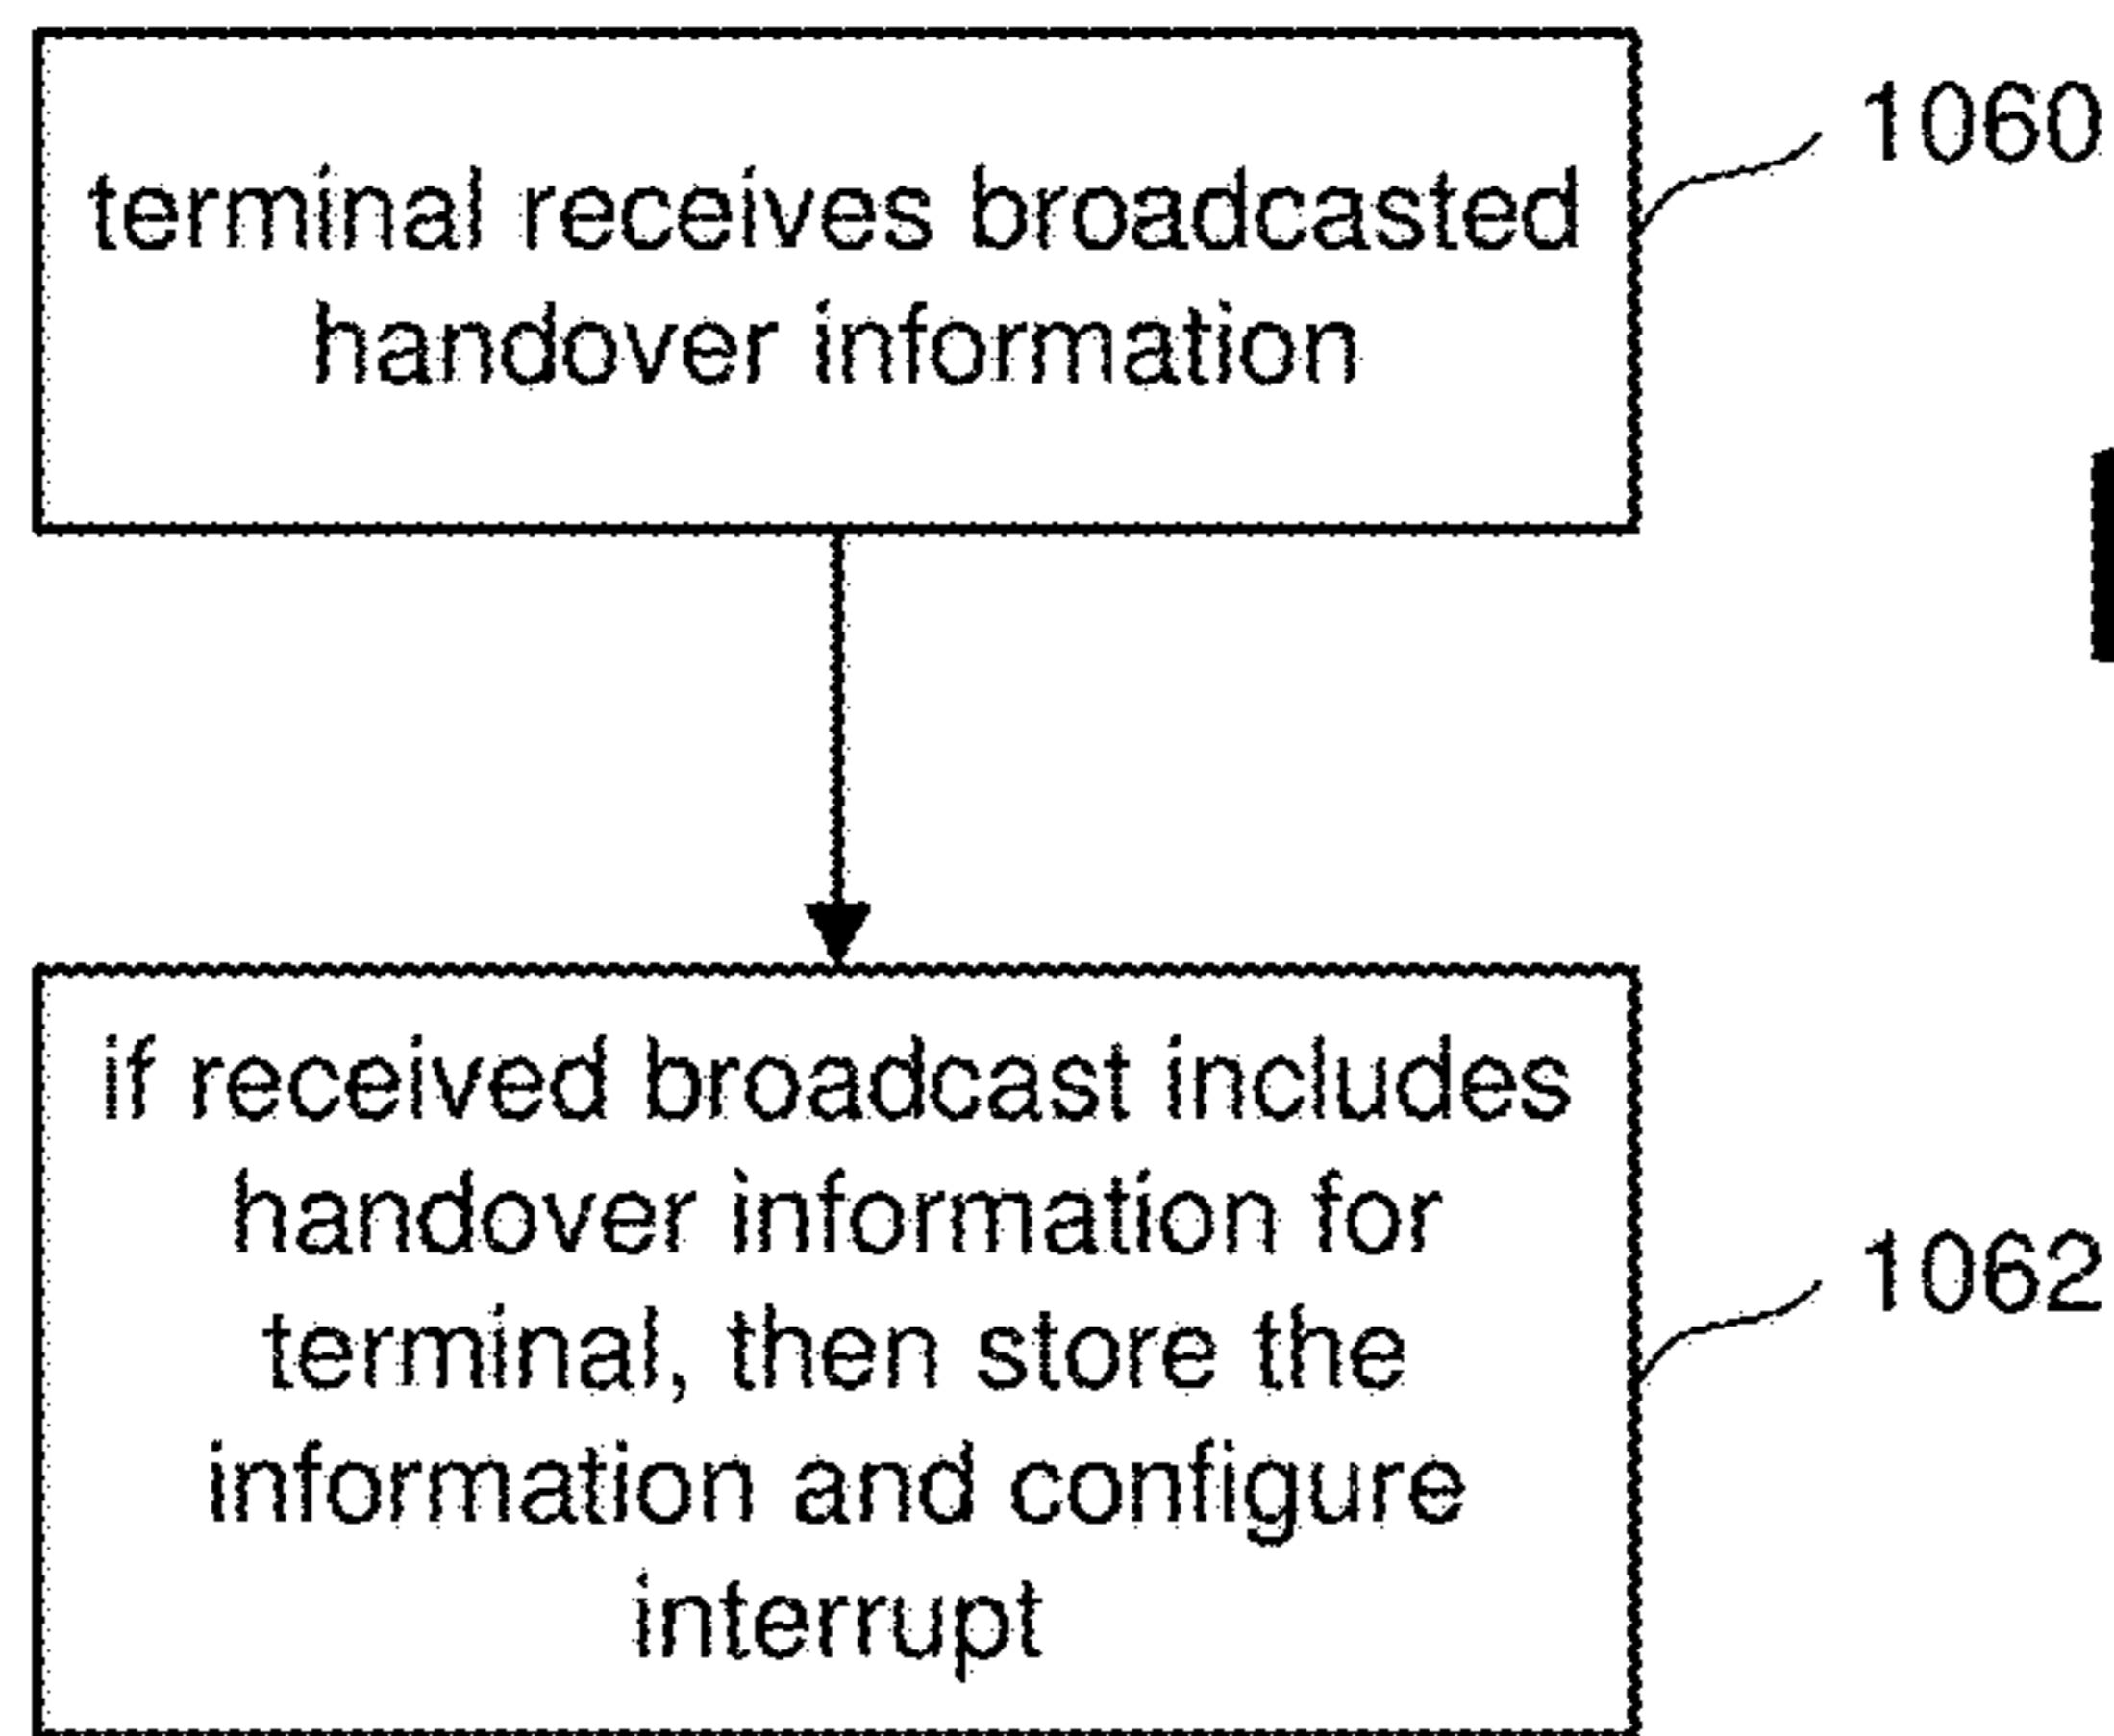 terminal receives broadcasted
handover information
1060
if received broadcast includes
handover information for
terminal, then store the
information and configure
interrupt
1062